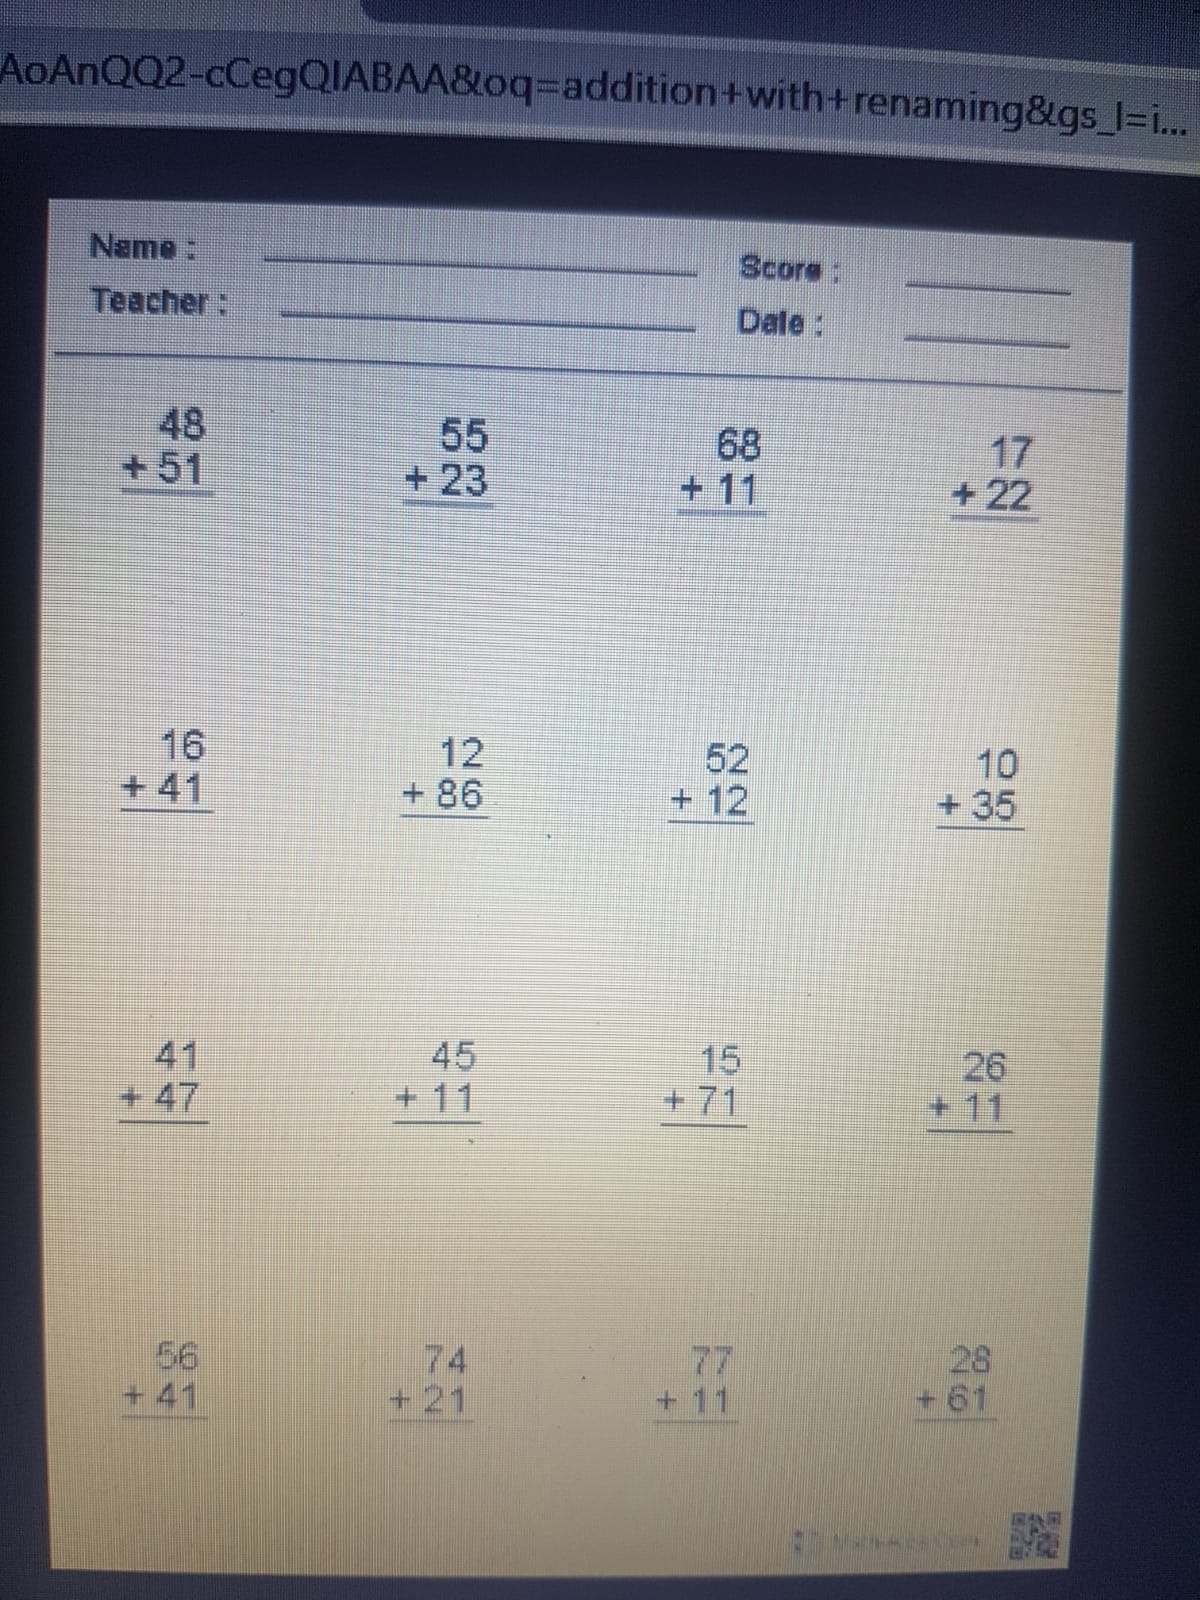 AoAnQQ2-cCegQIABAA&oq=addition+with+renaming&gs_l=i...
Name : Score :
Teacher : Date :
48 55 68 17
+ 51 + 23 + 11 + 22
16 12 52 10
+ 41 + 86 + 12 + 35
41 45 15 26
+ 47 + 11 + 71 + 11
56 74 77 28
+ 41 + 21 + 11 + 61